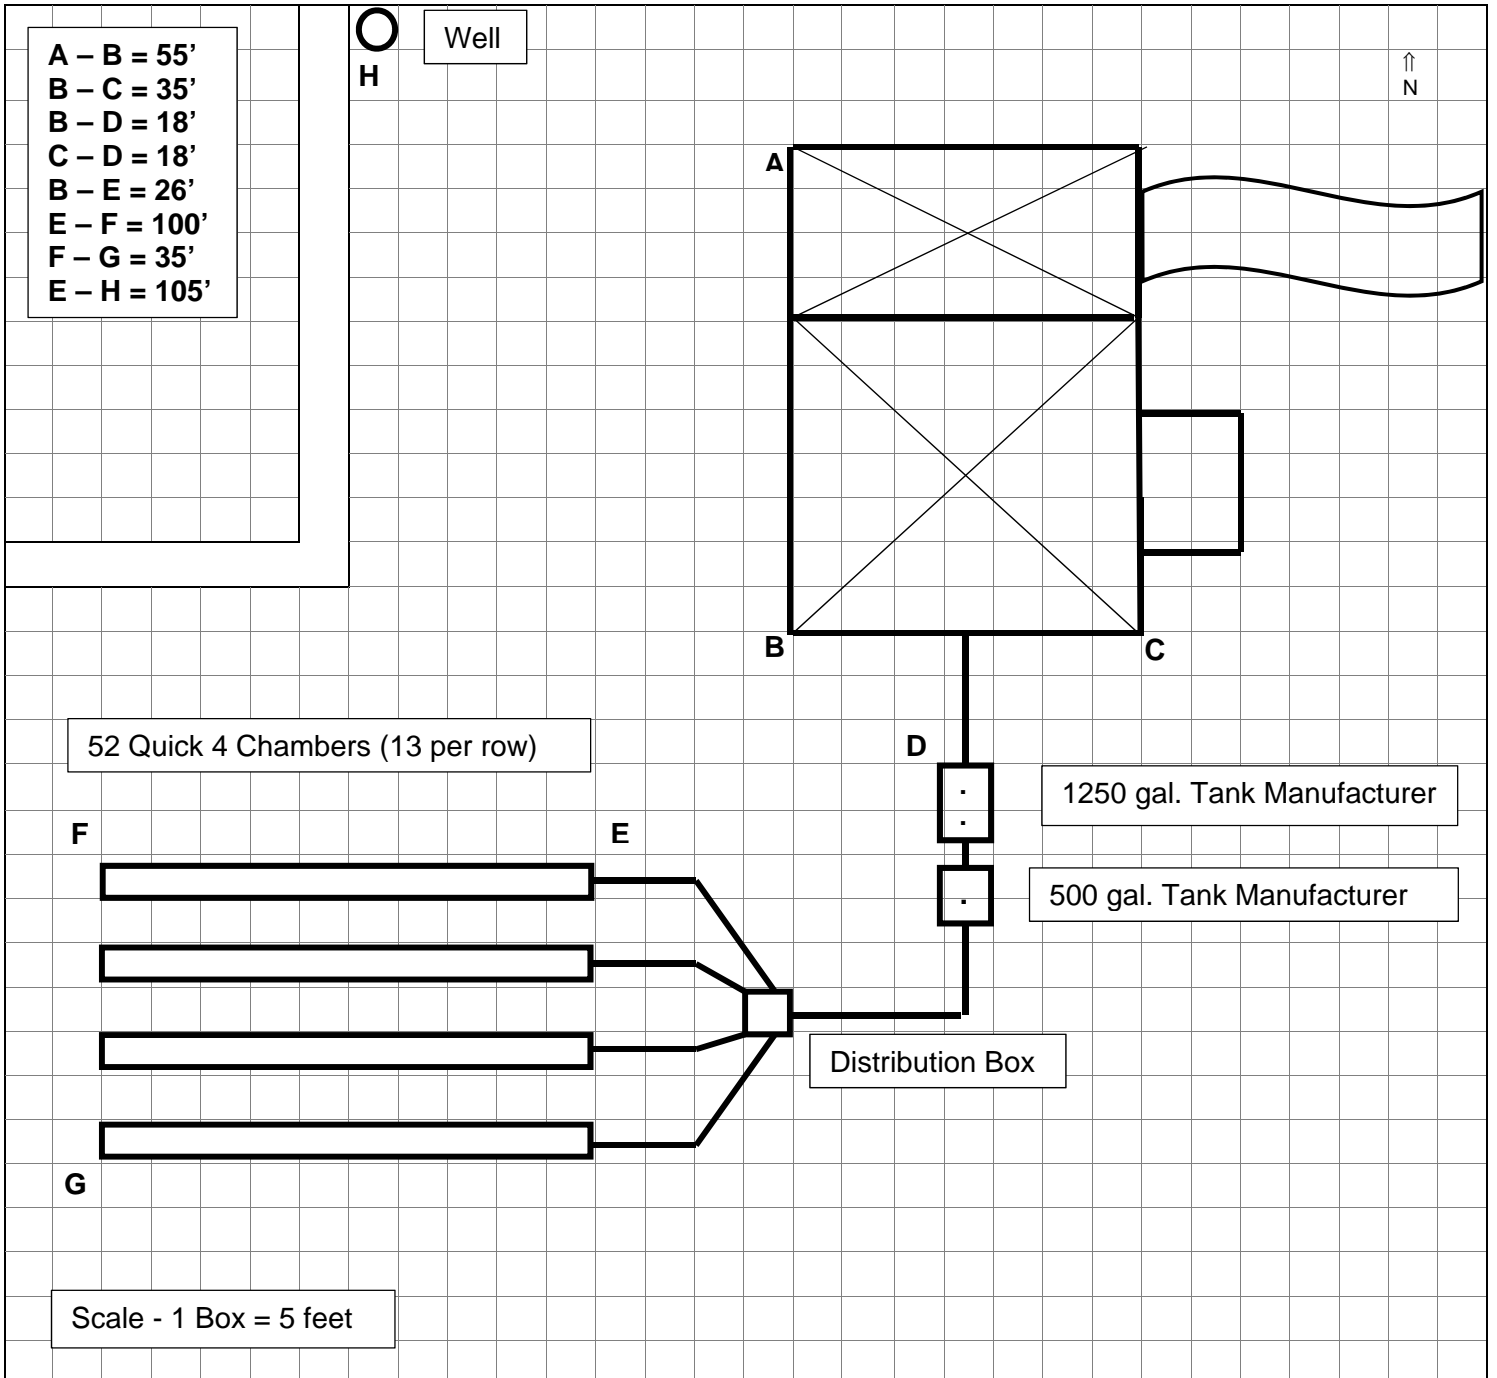 A – B = 55’
B – C = 35’
B – D = 18’
C – D = 18’
B – E = 26’
E – F = 100’
F – G = 35’
E – H = 105’
Well
H
⇑
N
A
B
C
52 Quick 4 Chambers (13 per row)
D
1250 gal. Tank Manufacturer
F
E
500 gal. Tank Manufacturer
Distribution Box
G
Scale - 1 Box = 5 feet